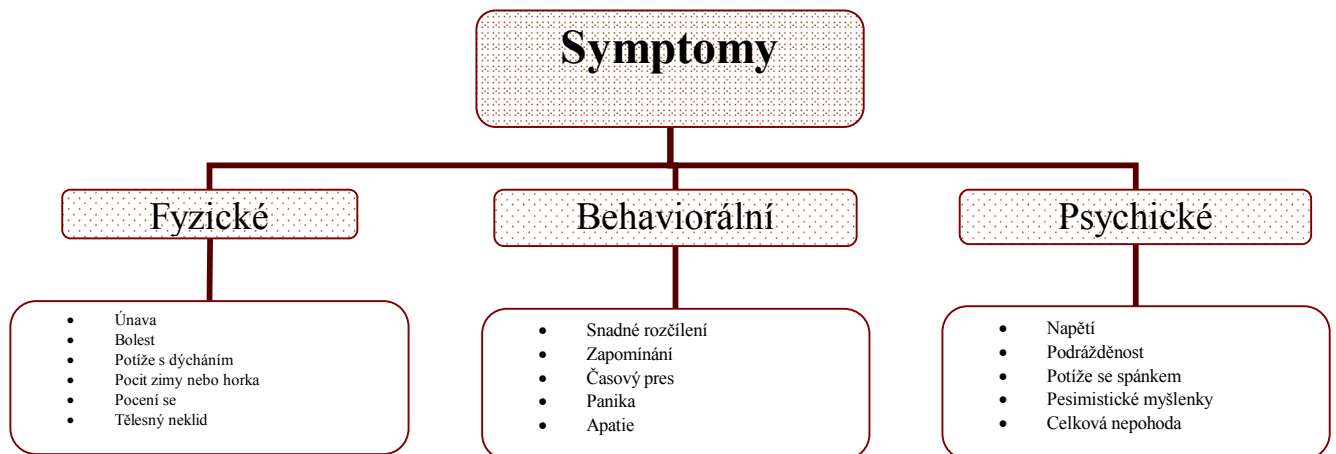 Symptomy
Fyzické
Behaviorální
Psychické
• Únava
• Bolest
• Potíže s dýcháním
• Pocit zimy nebo horka
• Pocení se
• Tělesný neklid
• Snadné rozčílení
• Zapomínání
• Časový pres
• Panika
• Apatie
• Napětí
• Podrážděnost
• Potíže se spánkem
• Pesimistické myšlenky
• Celková nepohoda